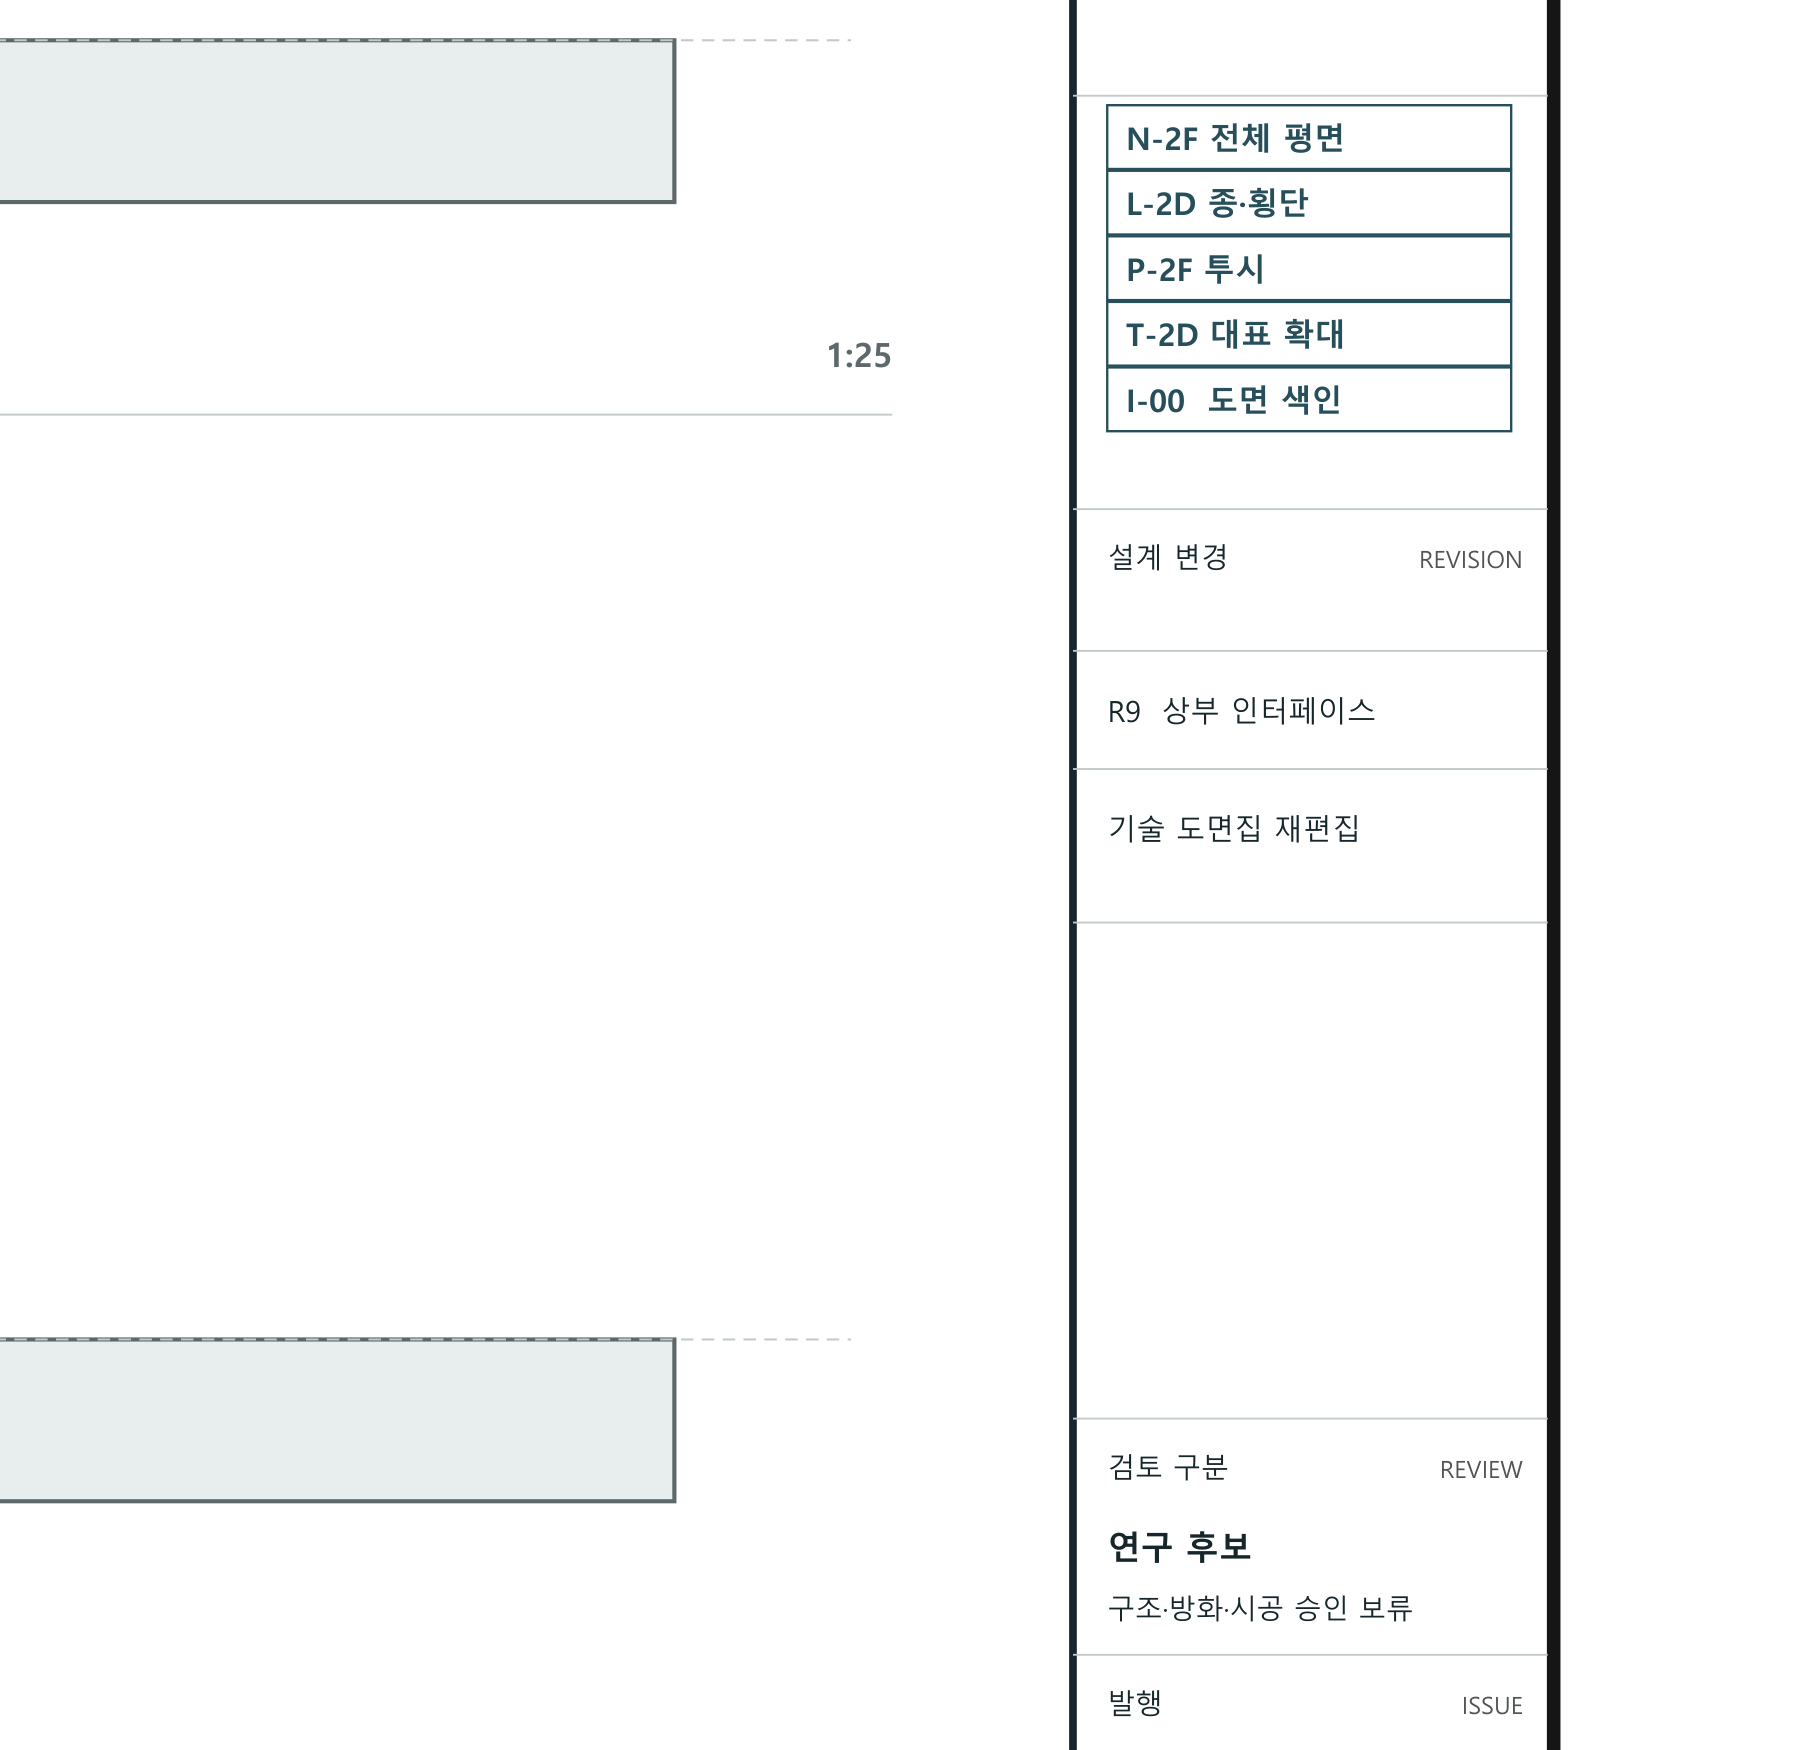 1:25
N-2F 전체 평면
L-2D 종·횡단
P-2F 투시
T-2D 대표 확대
I-00 도면 색인
설계 변경 REVISION
R9 상부 인터페이스
기술 도면집 재편집
검토 구분 REVIEW
연구 후보
구조·방화·시공 승인 보류
발행 ISSUE